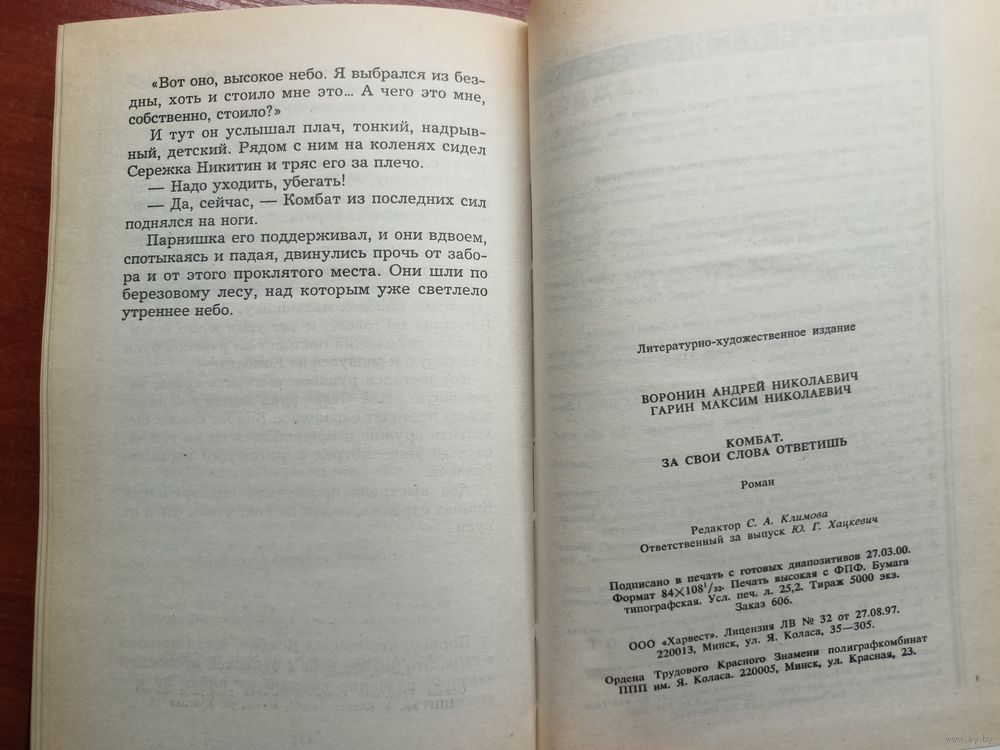 «Вот оно, высокое небо. Я выбрался из без-
дны, хоть и стоило мне это... А чего это мне,
собственно, стоило?»
И тут он услышал плач, тонкий, надрыв-
ный, детский. Рядом с ним на коленях сидел
Сережка Никитин и тряс его за плечо.
— Надо уходить, убегать!
— Да, сейчас, — Комбат из последних сил
поднялся на ноги.
Парнишка его поддерживал, и они вдвоем,
спотыкаясь и падая, двинулись прочь от забо-
ра и от этого проклятого места. Они шли по
березовому лесу, над которым уже светлело
утреннее небо.
Литературно-художественное издание
ВОРОНИН АНДРЕЙ НИКОЛАЕВИЧ
ГАРИН МАКСИМ НИКОЛАЕВИЧ
КОМБАТ.
ЗА СВОИ СЛОВА ОТВЕТИШЬ
Роман
Редактор С. А. Климова
Ответственный за выпуск Ю. Г. Хацкевич
Подписано в печать с готовых диапозитивов 27.03.00.
Формат 84×108¹/₃₂. Печать высокая с ФПФ. Бумага
типографская. Усл. печ. л. 25,2. Тираж 5000 экз.
Заказ 606.
ООО «Харвест». Лицензия ЛВ № 32 от 27.08.97.
220013, Минск, ул. Я. Коласа, 35—305.
Ордена Трудового Красного Знамени полиграфкомбинат
ППП им. Я. Коласа. 220005, Минск, ул. Красная, 23.
www.ay.by